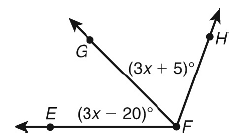 G
H
(3x + 5)°
E
(3x − 20)°
F